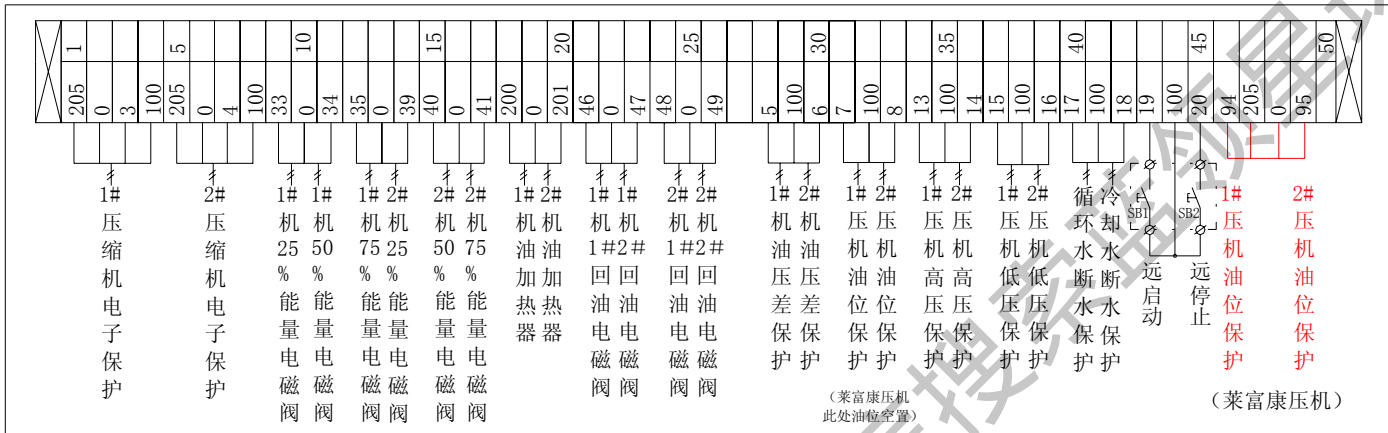 1 5 10 15 20 25 30 35 40 45 50
205 0 3 100 205 0 4 100 33 0 34 35 0 39 40 0 41 200 0 201 46 0 47 48 0 49 5 100 6 7 100 8 13 100 14 15 100 16 17 100 18 19 100 20 94 205 0 95
1#压缩机电子保护
2#压缩机电子保护
1#机25%能量电磁阀
1#机50%能量电磁阀
1#机75%能量电磁阀
2#机25%能量电磁阀
2#机50%能量电磁阀
2#机75%能量电磁阀
1#机油加热器
2#机油加热器
1#机1#回油电磁阀
1#机2#回油电磁阀
2#机1#回油电磁阀
2#机2#回油电磁阀
1#机油压差保护
2#机油压差保护
1#压机油位保护
2#压机油位保护
(莱富康压机
此处油位空置)
1#压机高压保护
2#压机高压保护
1#压机低压保护
2#压机低压保护
循环水断水保护
冷却水断水保护
SB1
远启动
SB2
远停止
1#压机油位保护
2#压机油位保护
(莱富康压机)
搜索蓝领星球